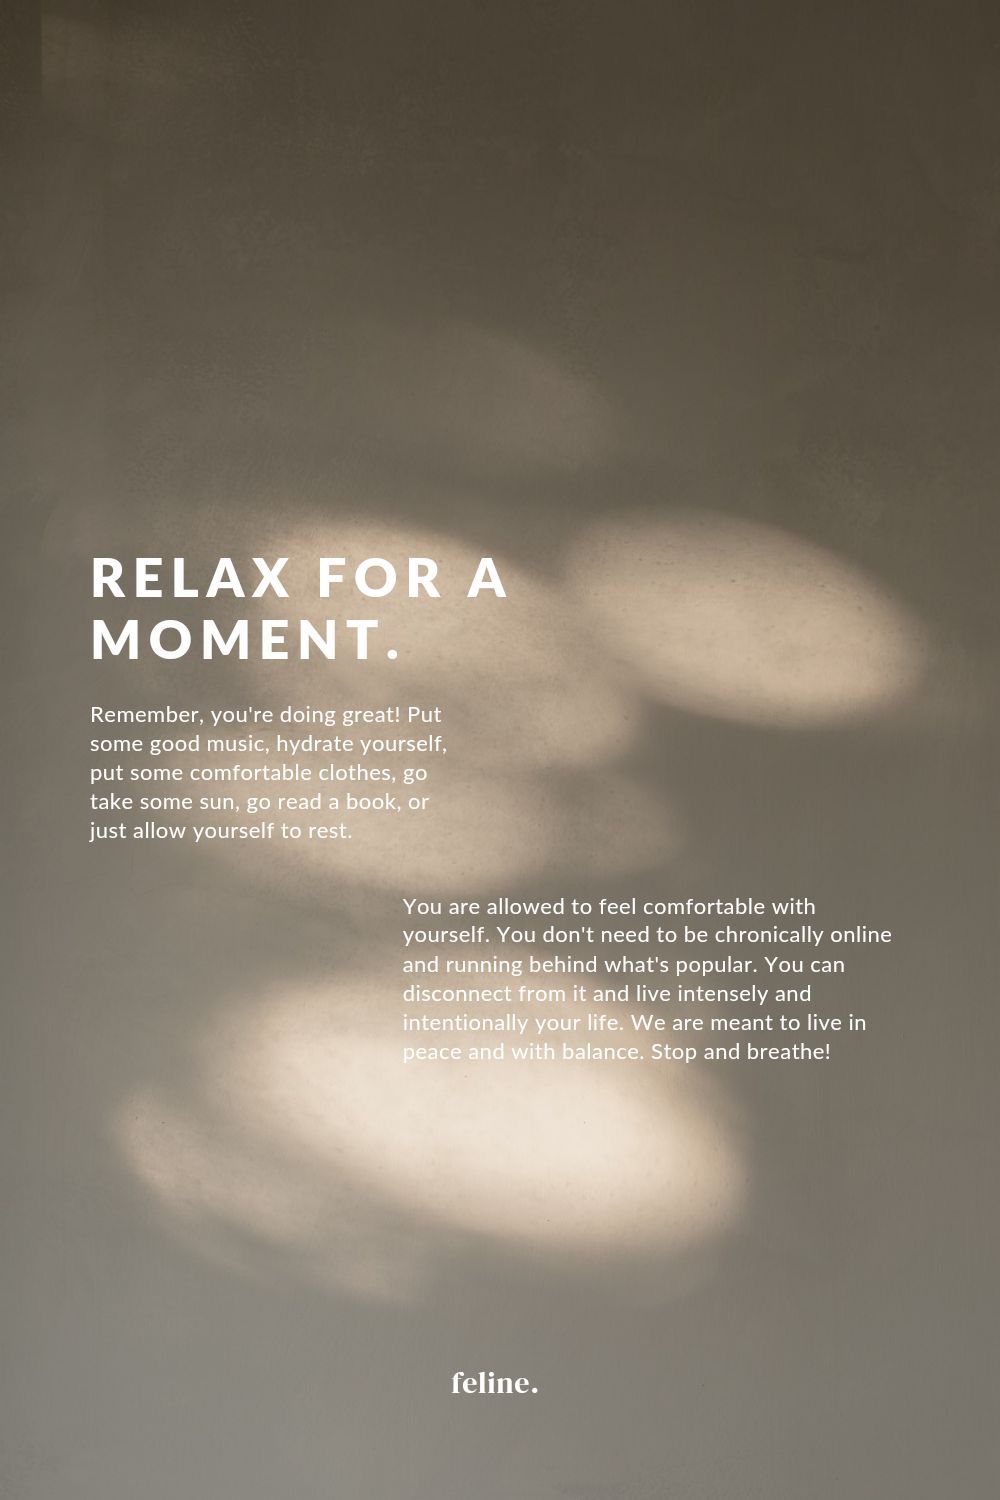 RELAX FOR A
MOMENT.
Remember, you're doing great! Put
some good music, hydrate yourself,
put some comfortable clothes, go
take some sun, go read a book, or
just allow yourself to rest.
You are allowed to feel comfortable with
yourself. You don't need to be chronically online
and running behind what's popular. You can
disconnect from it and live intensely and
intentionally your life. We are meant to live in
peace and with balance. Stop and breathe!
feline.